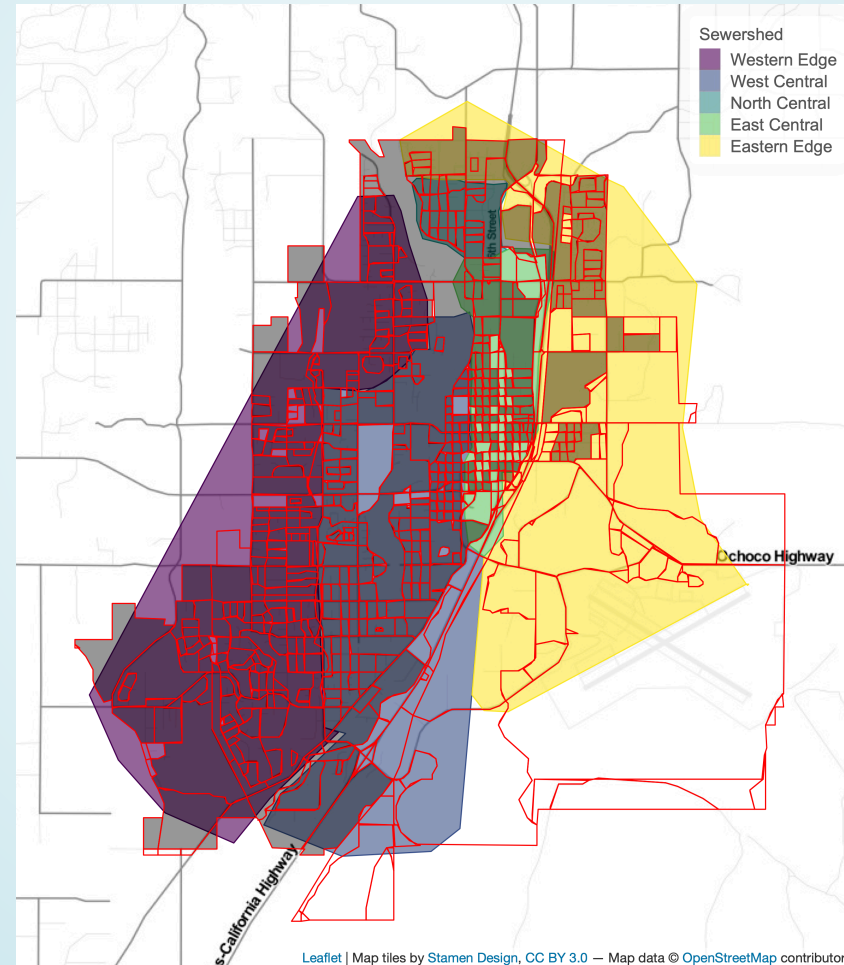 Sewershed
Western Edge
West Central
North Central
East Central
Eastern Edge
9th Street
Ochoco Highway
s-California Highway
Leaflet | Map tiles by Stamen Design, CC BY 3.0 — Map data © OpenStreetMap contributor